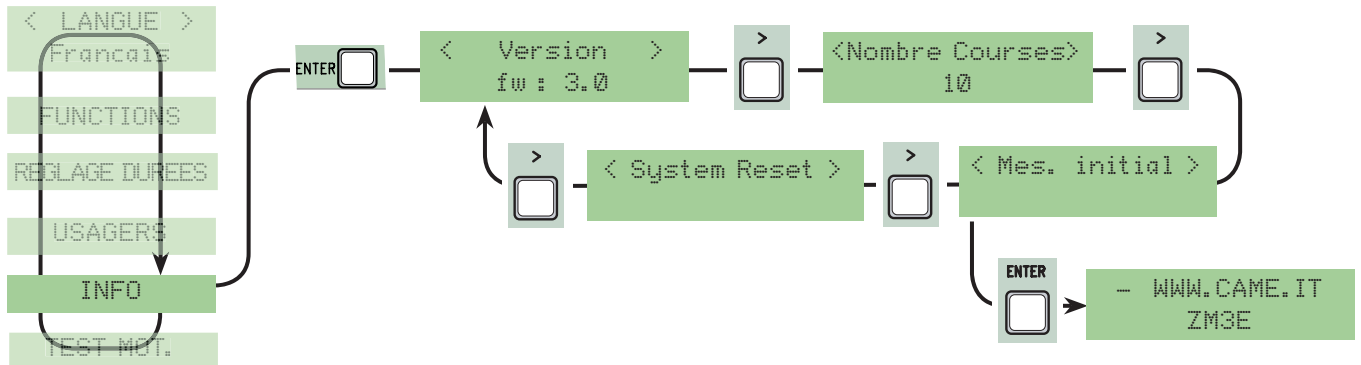 < LANGUE >
Francais
FUNCTIONS
REGLAGE DUREES
USAGERS
INFO
TEST MOT.
ENTER
< Version >
fw: 3.0
>
<Nombre Courses>
10
>
< Mes. initial >
>
< System Reset >
>
ENTER
- WWW.CAME.IT
ZM3E